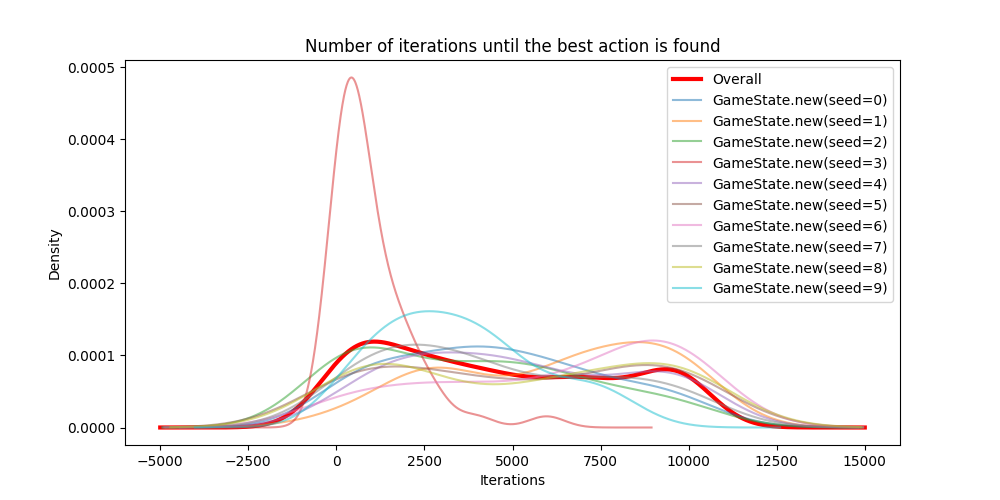 Number of iterations until the best action is found
0.0005
0.0004
0.0003
0.0002
0.0001
0.0000
Density
Overall
GameState.new(seed=0)
GameState.new(seed=1)
GameState.new(seed=2)
GameState.new(seed=3)
GameState.new(seed=4)
GameState.new(seed=5)
GameState.new(seed=6)
GameState.new(seed=7)
GameState.new(seed=8)
GameState.new(seed=9)
−5000 −2500 0 2500 5000 7500 10000 12500 15000
Iterations